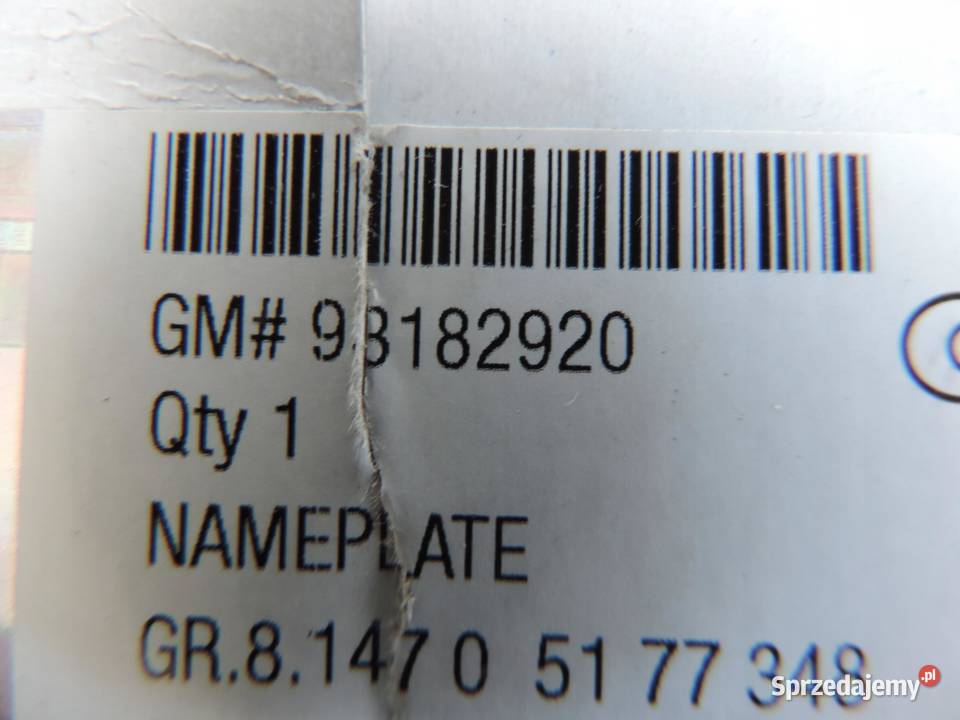 GM# 93182920
Qty 1
NAMEPLATE
GR.8.147 0 51 77 348
Sprzedajemy.pl